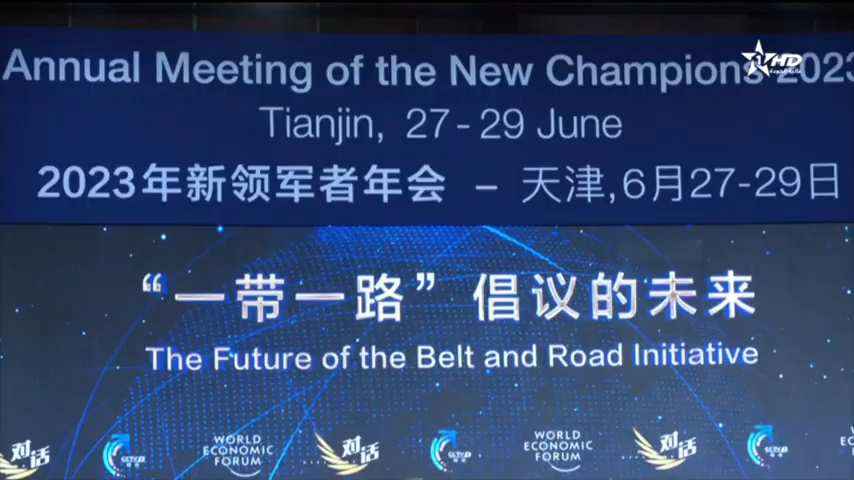 Annual Meeting of the New Champions 2023
HD
Tianjin, 27-29 June
2023年新领军者年会 – 天津,6月27-29日
“一带一路”倡议的未来
The Future of the Belt and Road Initiative
对话
WORLD
ECONOMIC
FORUM
对话
WORLD
ECONOMIC
FORUM
对话